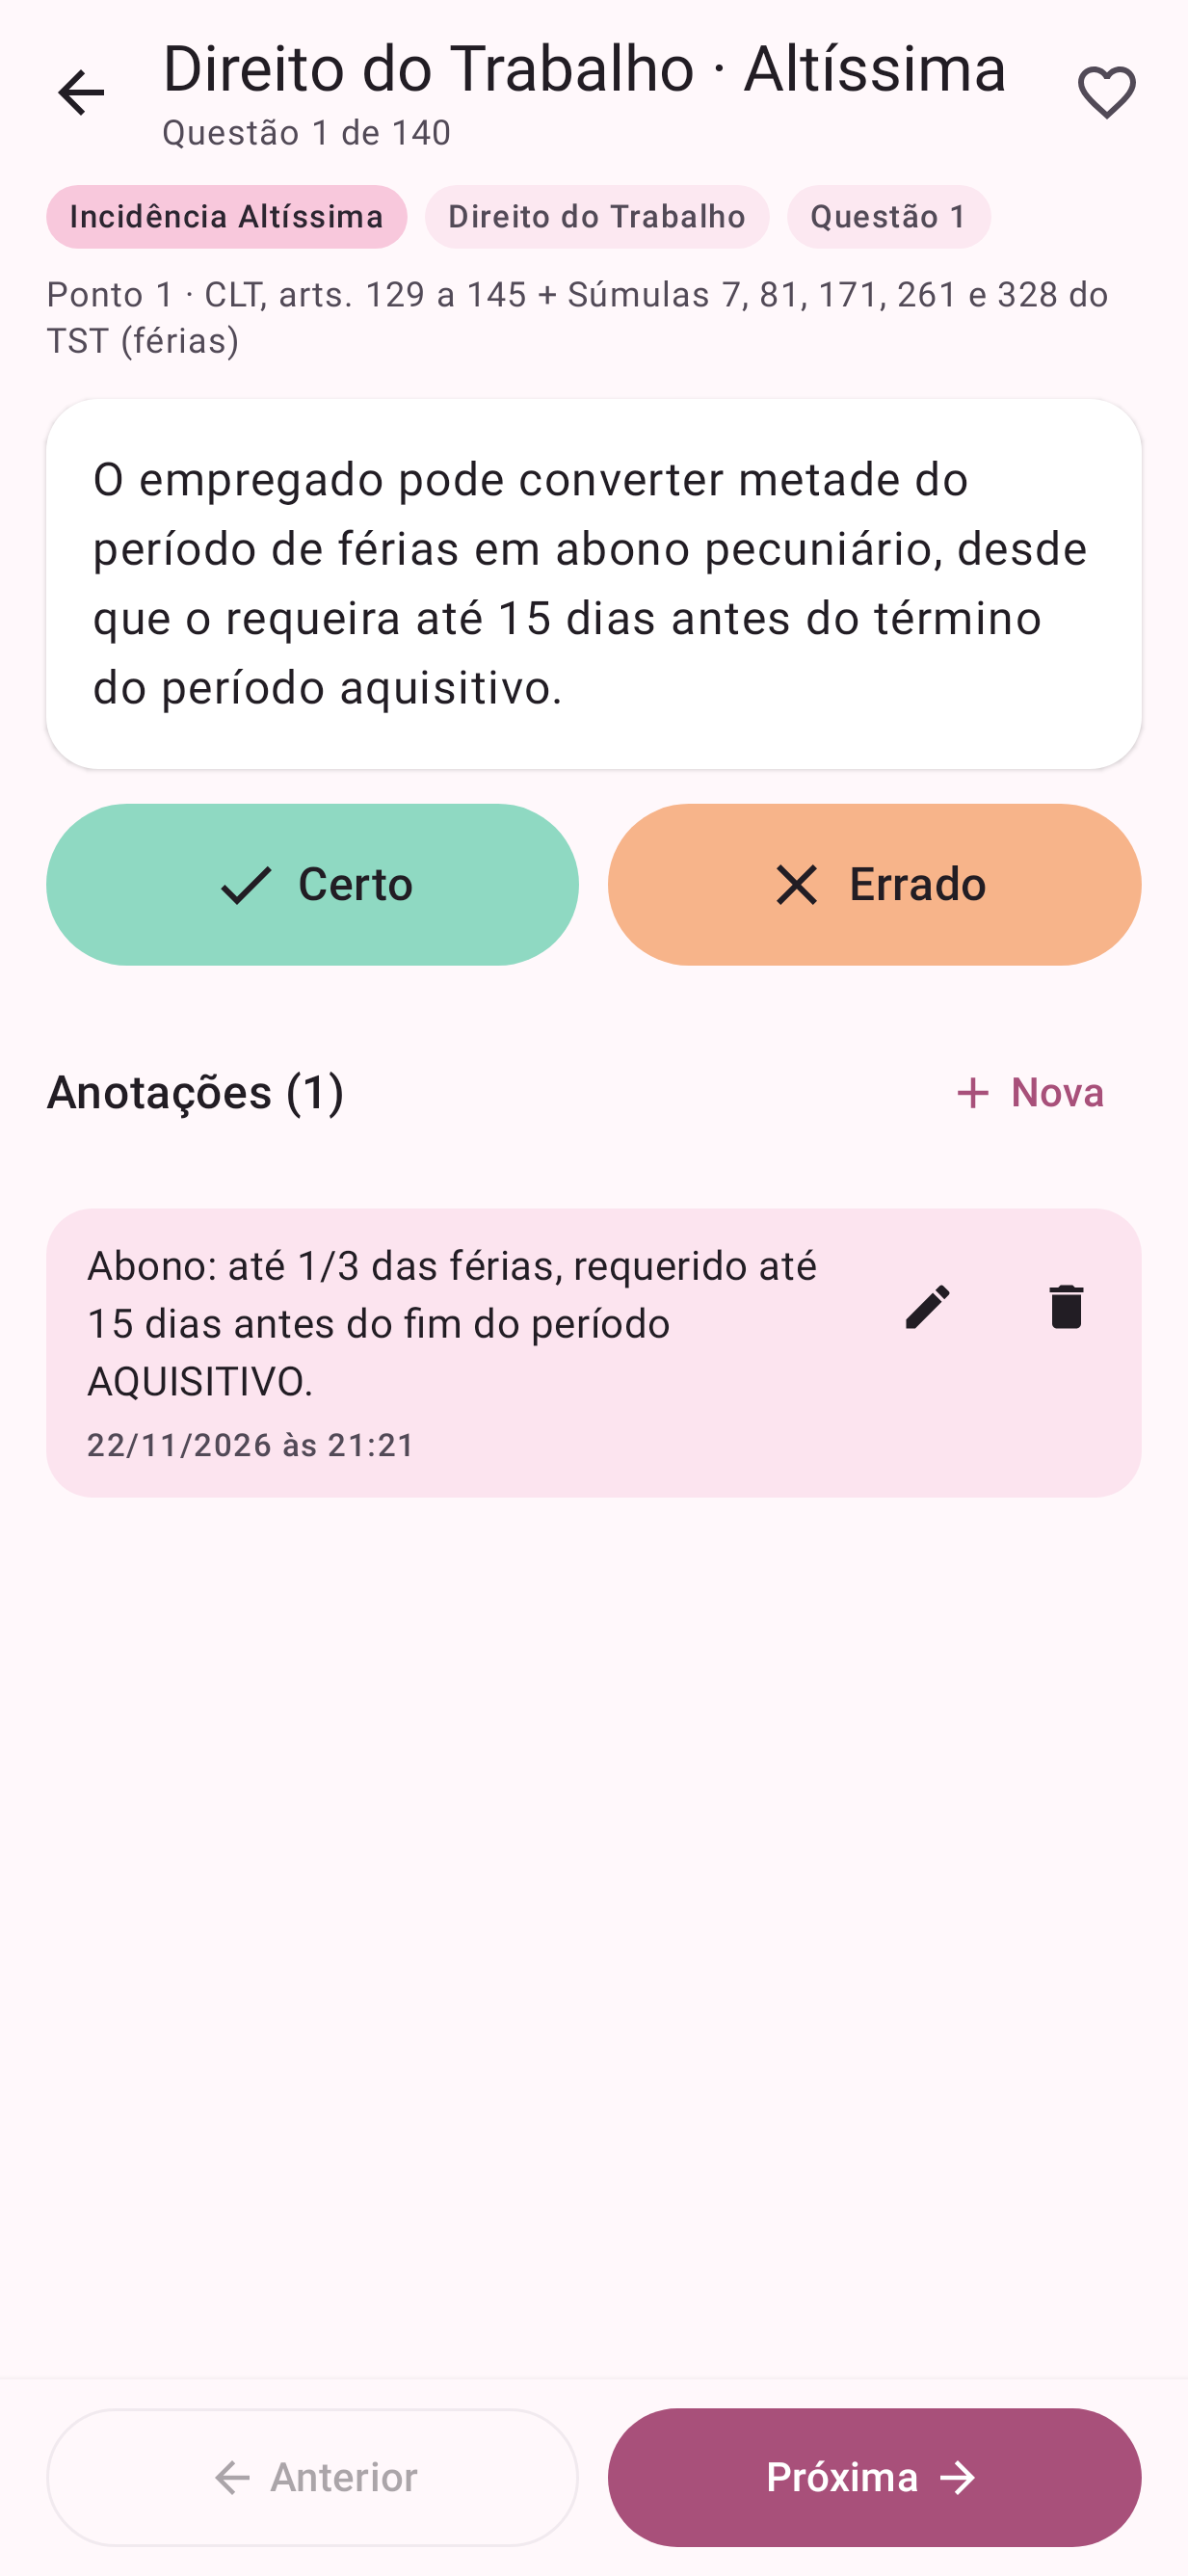 Direito do Trabalho · Altíssima
Questão 1 de 140
Incidência Altíssima
Direito do Trabalho
Questão 1
Ponto 1 · CLT, arts. 129 a 145 + Súmulas 7, 81, 171, 261 e 328 do
TST (férias)
O empregado pode converter metade do
período de férias em abono pecuniário, desde
que o requeira até 15 dias antes do término
do período aquisitivo.
Certo
Errado
Anotações (1)
+ Nova
Abono: até 1/3 das férias, requerido até
15 dias antes do fim do período
AQUISITIVO.
22/11/2026 às 21:21
Anterior
Próxima